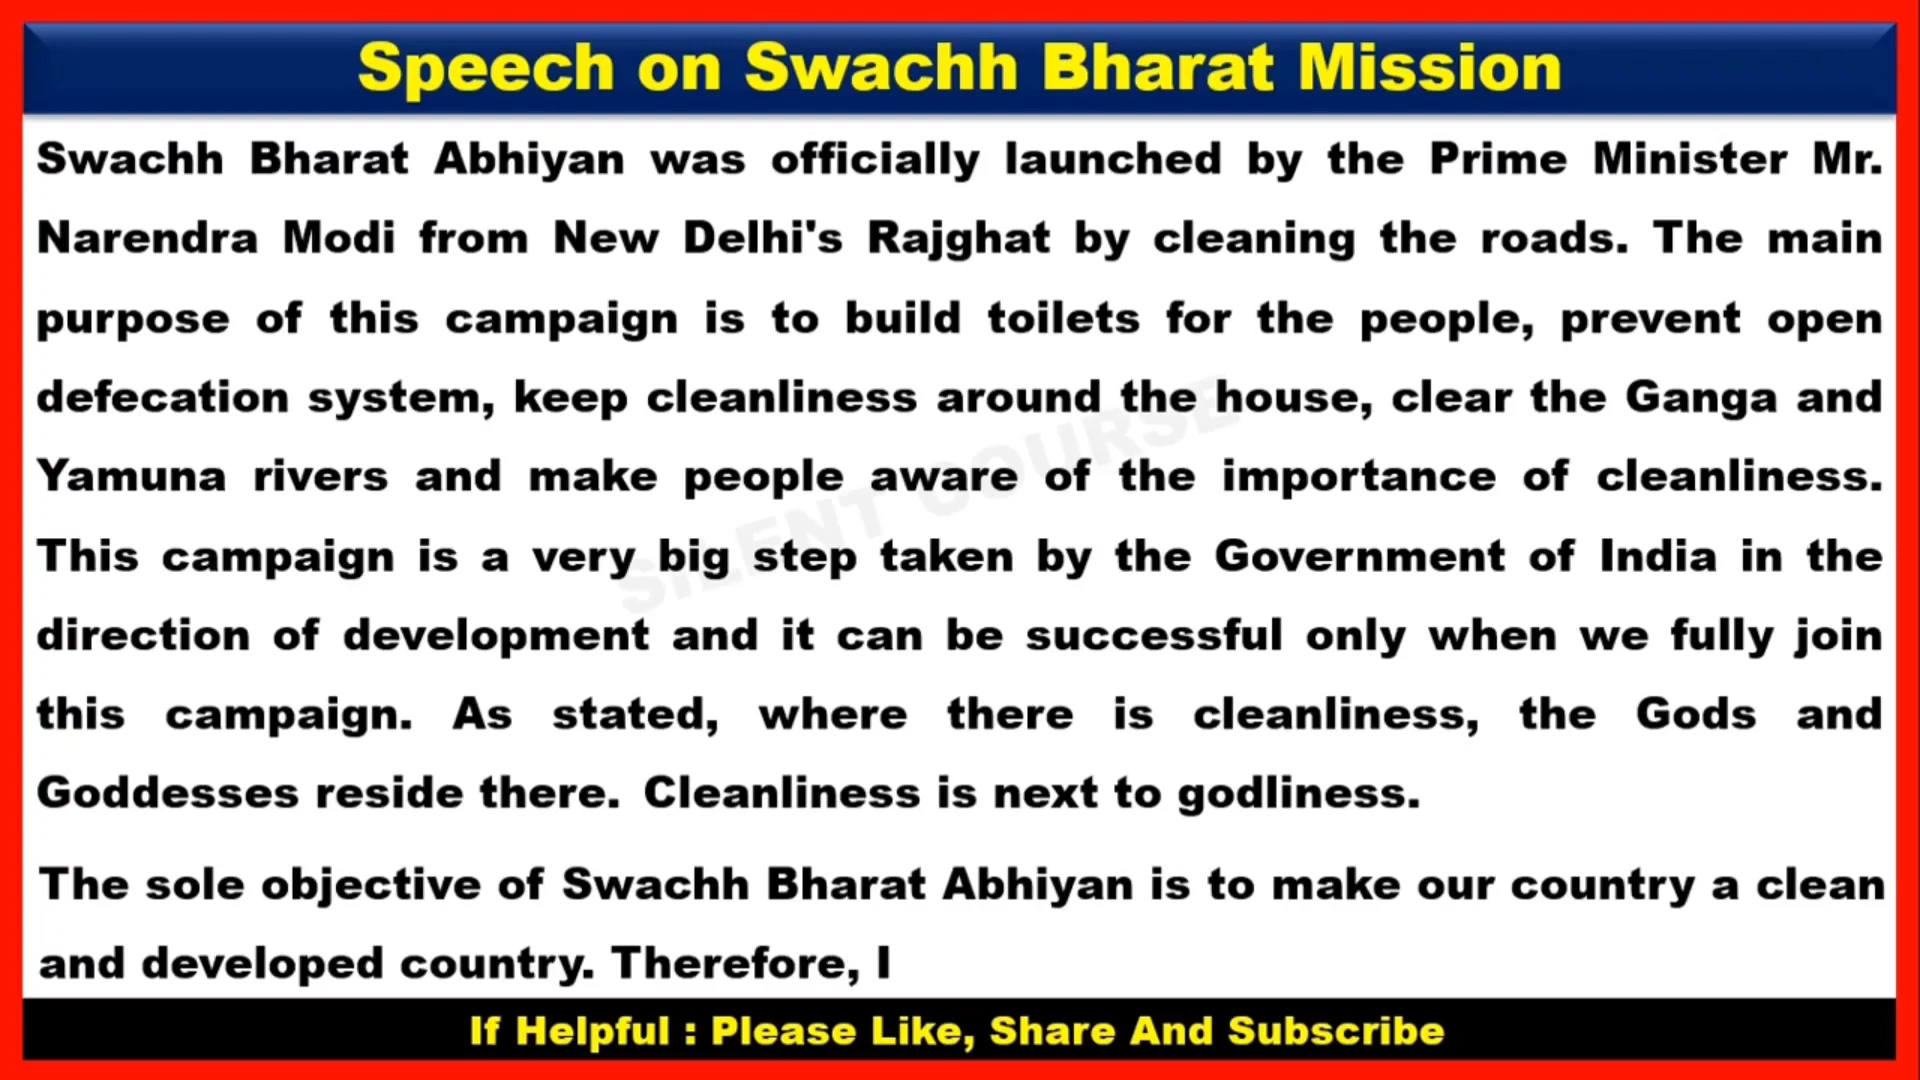 Speech on Swachh Bharat Mission
Swachh Bharat Abhiyan was officially launched by the Prime Minister Mr.
Narendra Modi from New Delhi's Rajghat by cleaning the roads. The main
purpose of this campaign is to build toilets for the people, prevent open
defecation system, keep cleanliness around the house, clear the Ganga and
Yamuna rivers and make people aware of the importance of cleanliness.
This campaign is a very big step taken by the Government of India in the
direction of development and it can be successful only when we fully join
this campaign. As stated, where there is cleanliness, the Gods and
Goddesses reside there. Cleanliness is next to godliness.
The sole objective of Swachh Bharat Abhiyan is to make our country a clean
and developed country. Therefore, I
SILENT COURSE
If Helpful : Please Like, Share And Subscribe